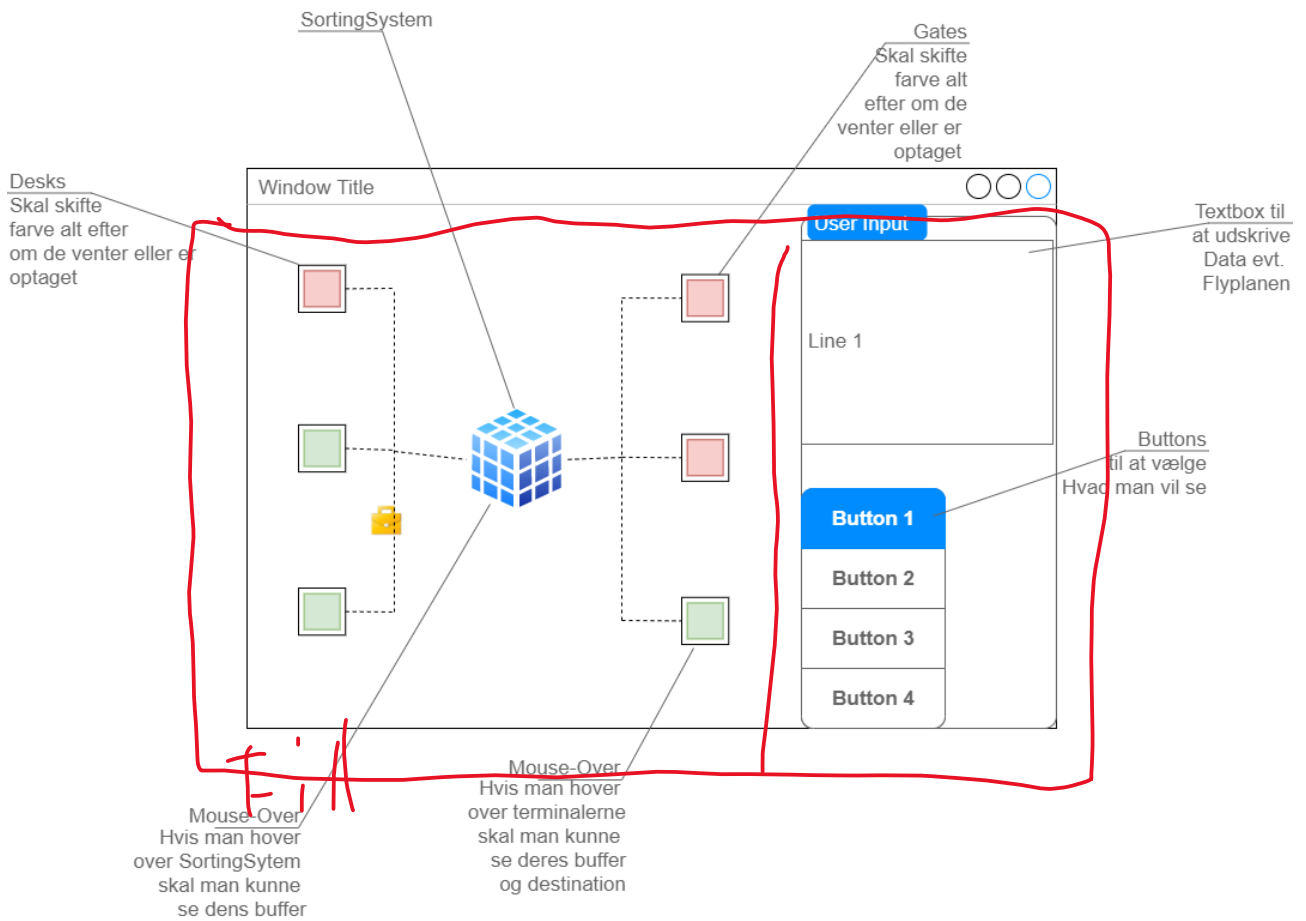 SortingSystem
Gates
Skal skifte
farve alt
efter om de
venter eller er
optaget
Desks
Skal skifte
farve alt efter
om de venter eller er
optaget
Window Title
User Input
Textbox til
at udskrive
Data evt.
Flyplanen
Line 1
Buttons
til at vælge
Hvad man vil se
Button 1
Button 2
Button 3
Button 4
Fill
Mouse-Over
Hvis man hover
over SortingSytem
skal man kunne
se dens buffer
Mouse-Over
Hvis man hover
over terminalerne
skal man kunne
se deres buffer
og destination